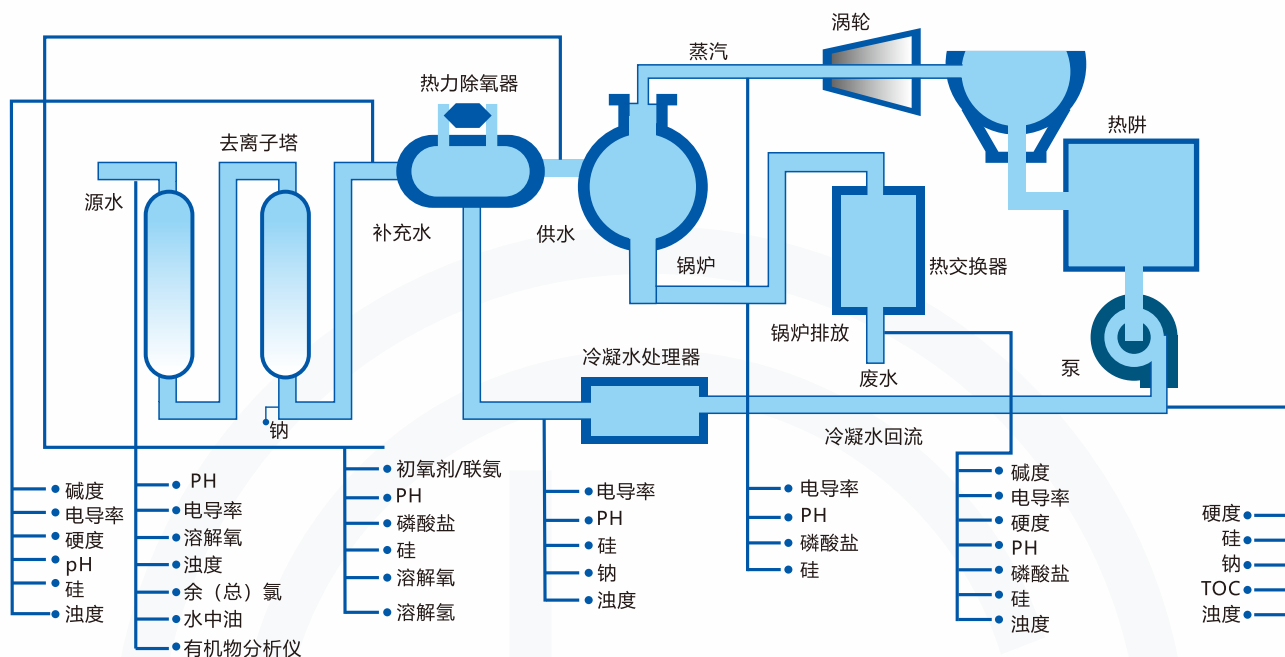 涡轮
蒸汽
热力除氧器
热阱
去离子塔
源水
补充水
供水
锅炉
热交换器
锅炉排放
冷凝水处理器
泵
废水
钠
冷凝水回流
碱度
电导率
硬度
pH
硅
浊度
PH
电导率
溶解氧
浊度
余（总）氯
水中油
有机物分析仪
初氧剂/联氨
PH
磷酸盐
硅
溶解氧
溶解氢
电导率
PH
硅
钠
浊度
电导率
PH
磷酸盐
硅
碱度
电导率
硬度
PH
磷酸盐
硅
浊度
硬度
硅
钠
TOC
浊度